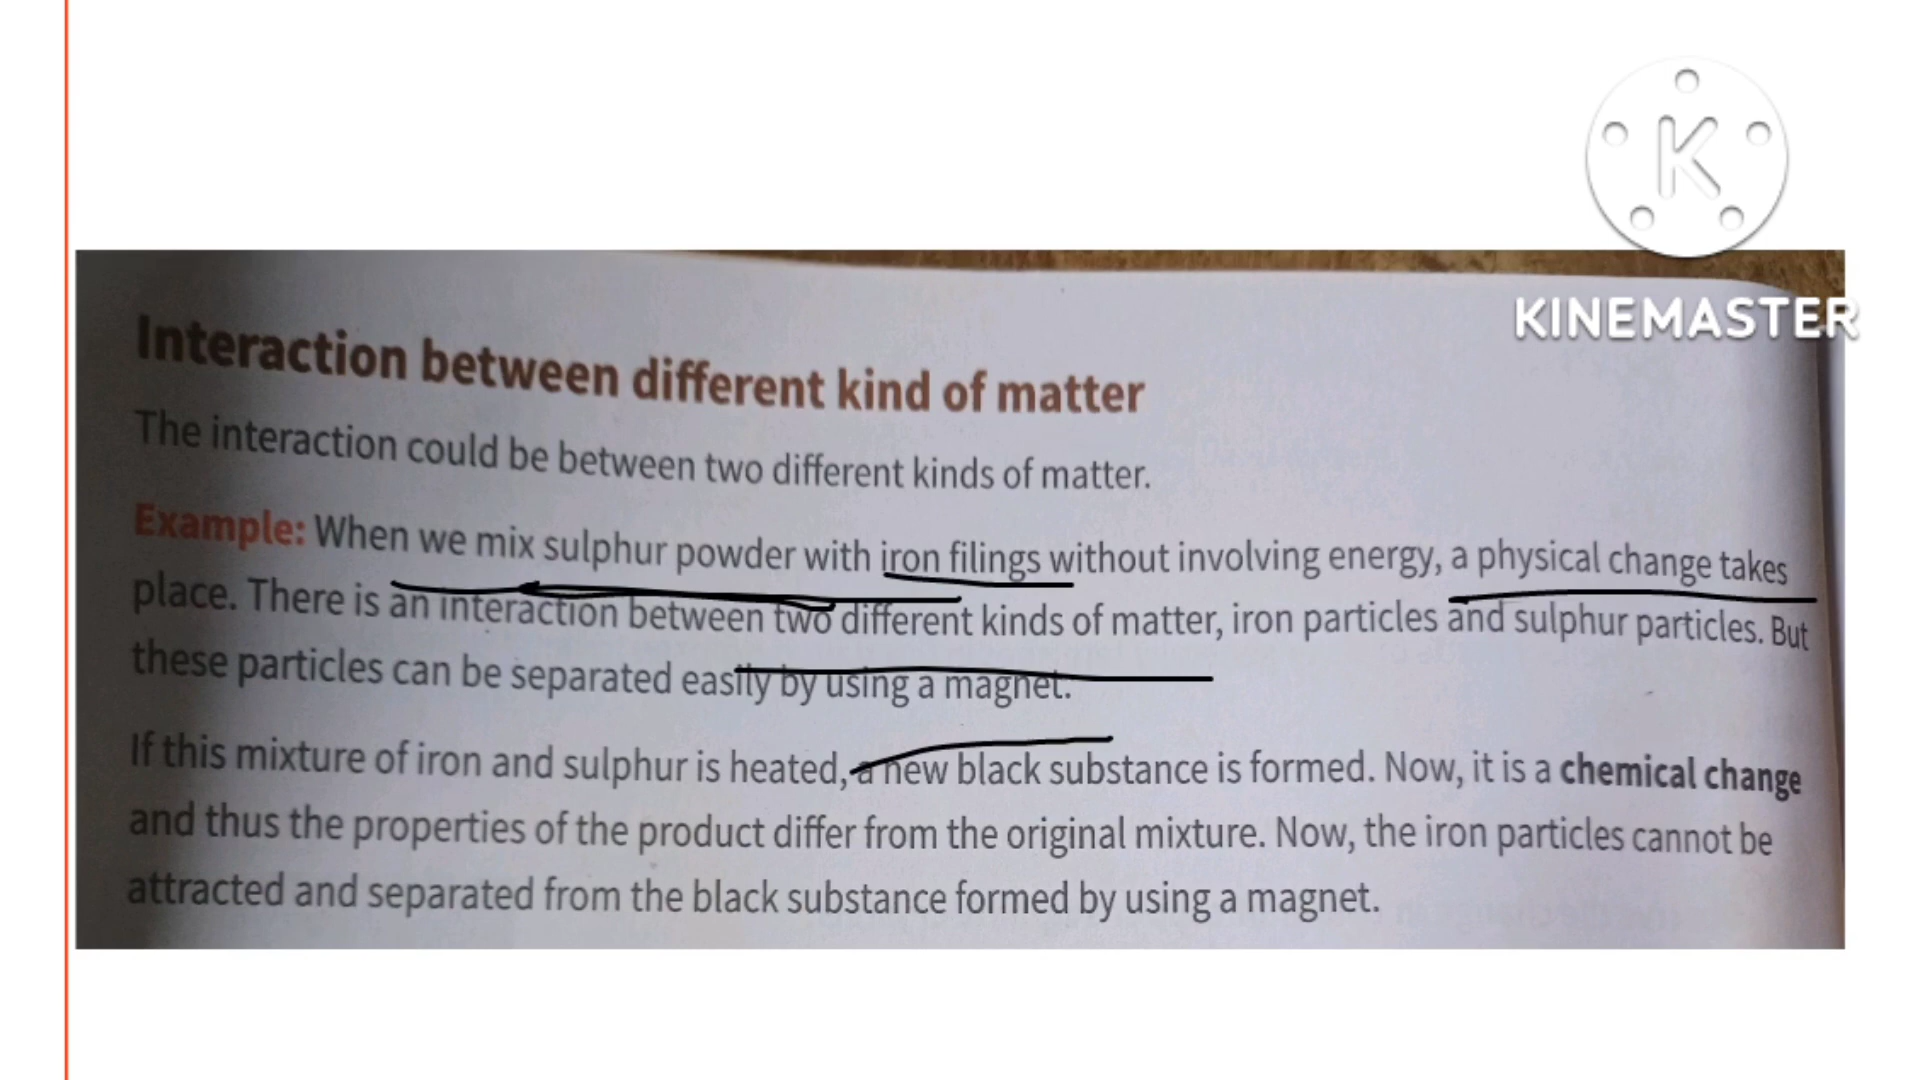 K
KINEMASTER
Interaction between different kind of matter
The interaction could be between two different kinds of matter.
Example: When we mix sulphur powder with iron filings without involving energy, a physical change takes
place. There is an interaction between two different kinds of matter, iron particles and sulphur particles. But
these particles can be separated easily by using a magnet.
If this mixture of iron and sulphur is heated, a new black substance is formed. Now, it is a chemical change
and thus the properties of the product differ from the original mixture. Now, the iron particles cannot be
attracted and separated from the black substance formed by using a magnet.